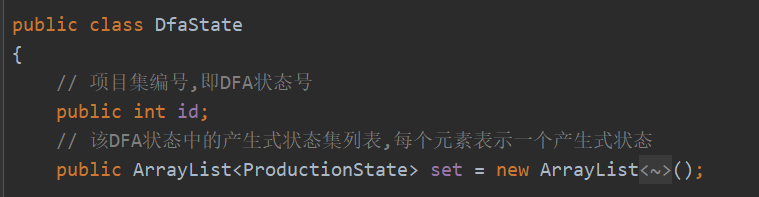 public class DfaState
{
// 项目集编号,即DFA状态号
public int id;
// 该DFA状态中的产生式状态集列表,每个元素表示一个产生式状态
public ArrayList<ProductionState> set = new ArrayList<~>();